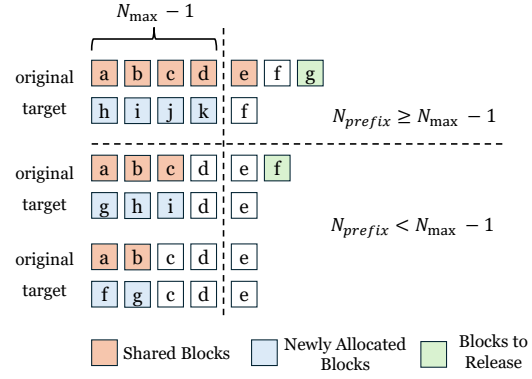 N_max − 1
original a b c d e f g
target h i j k f
N_prefix ≥ N_max − 1
original a b c d e f
target g h i d e
N_prefix < N_max − 1
original a b c d e
target f g c d e
Shared Blocks
Newly Allocated
Blocks
Blocks to
Release